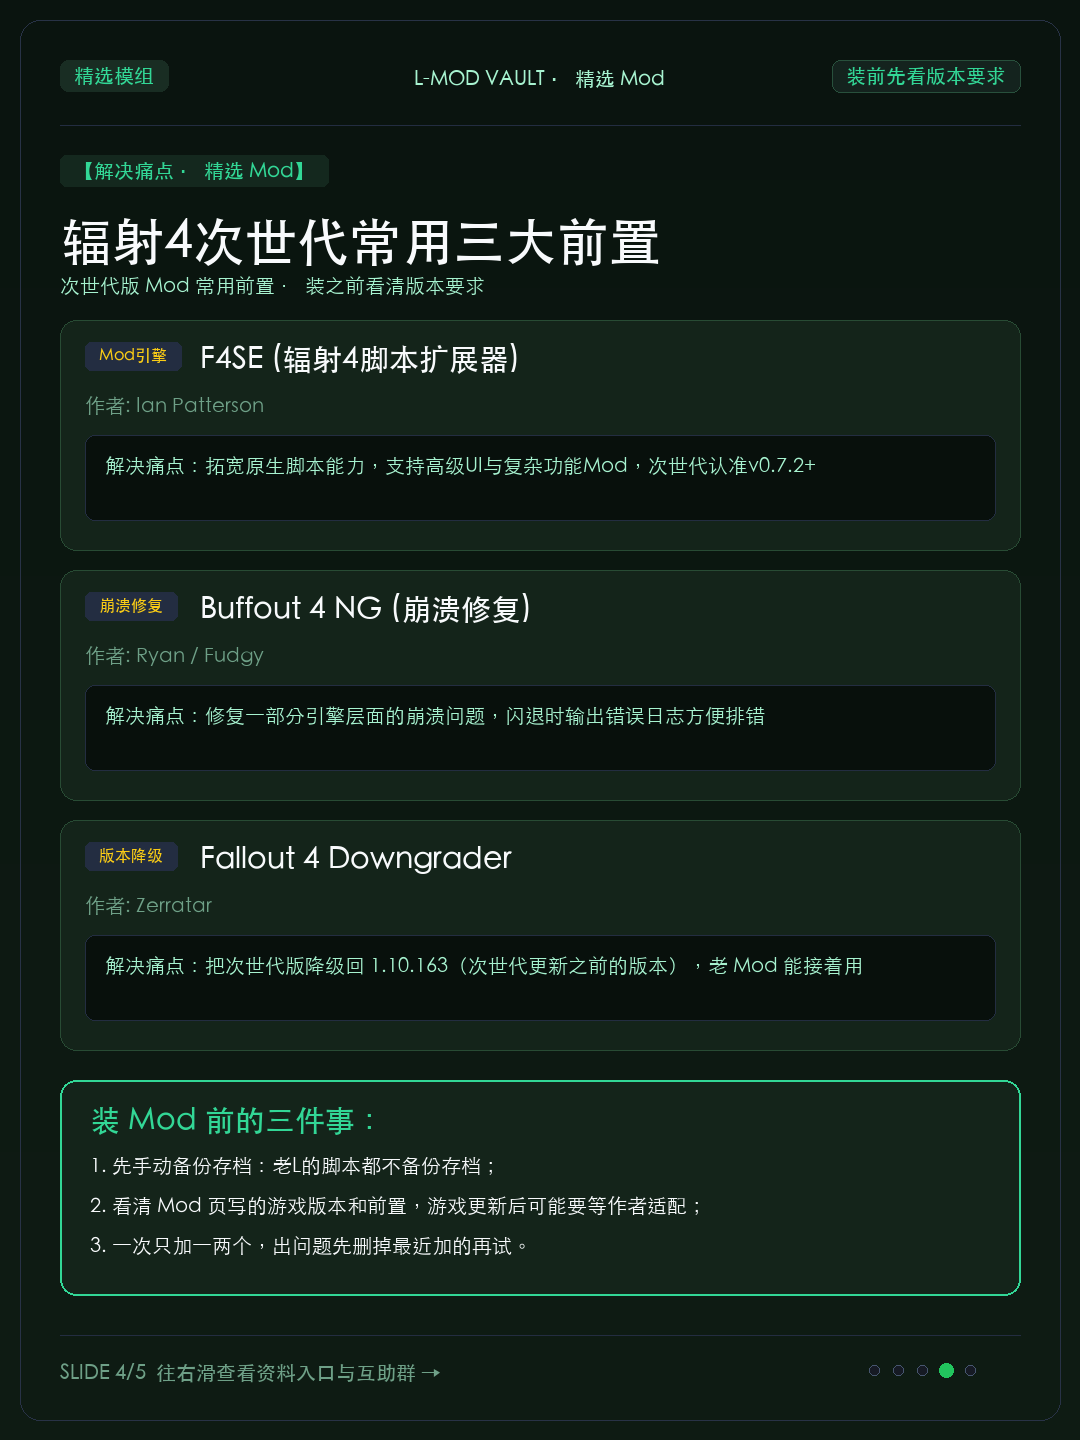 精选模组
L-MOD VAULT · 精选 Mod
装前先看版本要求
【解决痛点 · 精选 Mod】
辐射4次世代常用三大前置
次世代版 Mod 常用前置 · 装之前看清版本要求
Mod引擎
F4SE (辐射4脚本扩展器)
作者: Ian Patterson
解决痛点：拓宽原生脚本能力，支持高级UI与复杂功能Mod，次世代认准v0.7.2+
崩溃修复
Buffout 4 NG (崩溃修复)
作者: Ryan / Fudgy
解决痛点：修复一部分引擎层面的崩溃问题，闪退时输出错误日志方便排错
版本降级
Fallout 4 Downgrader
作者: Zerratar
解决痛点：把次世代版降级回 1.10.163（次世代更新之前的版本），老 Mod 能接着用
装 Mod 前的三件事：
1. 先手动备份存档：老L的脚本都不备份存档；
2. 看清 Mod 页写的游戏版本和前置，游戏更新后可能要等作者适配；
3. 一次只加一两个，出问题先删掉最近加的再试。
SLIDE 4/5 往右滑查看资料入口与互助群 →